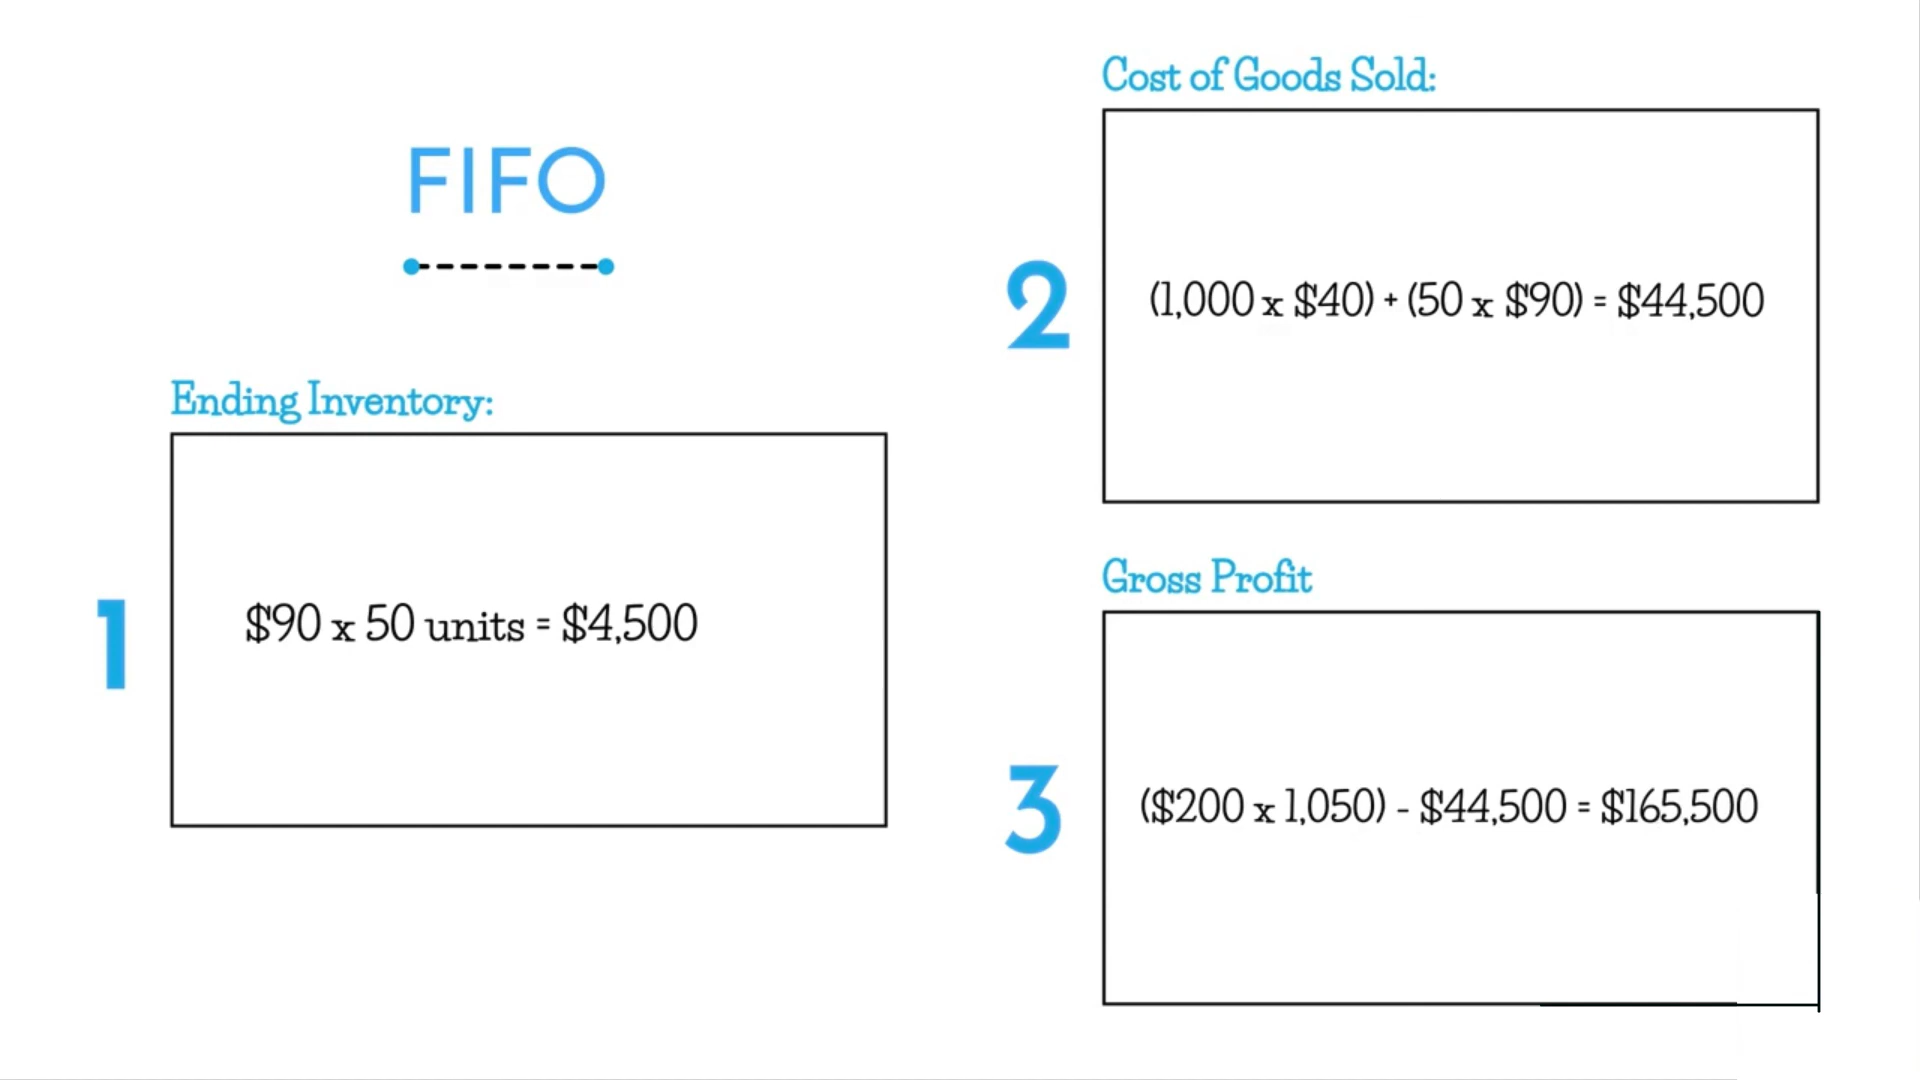 FIFO
Ending Inventory:
1
$90 x 50 units = $4,500
Cost of Goods Sold:
2
(1,000 x $40) + (50 x $90) = $44,500
Gross Profit
3
($200 x 1,050) - $44,500 = $165,500